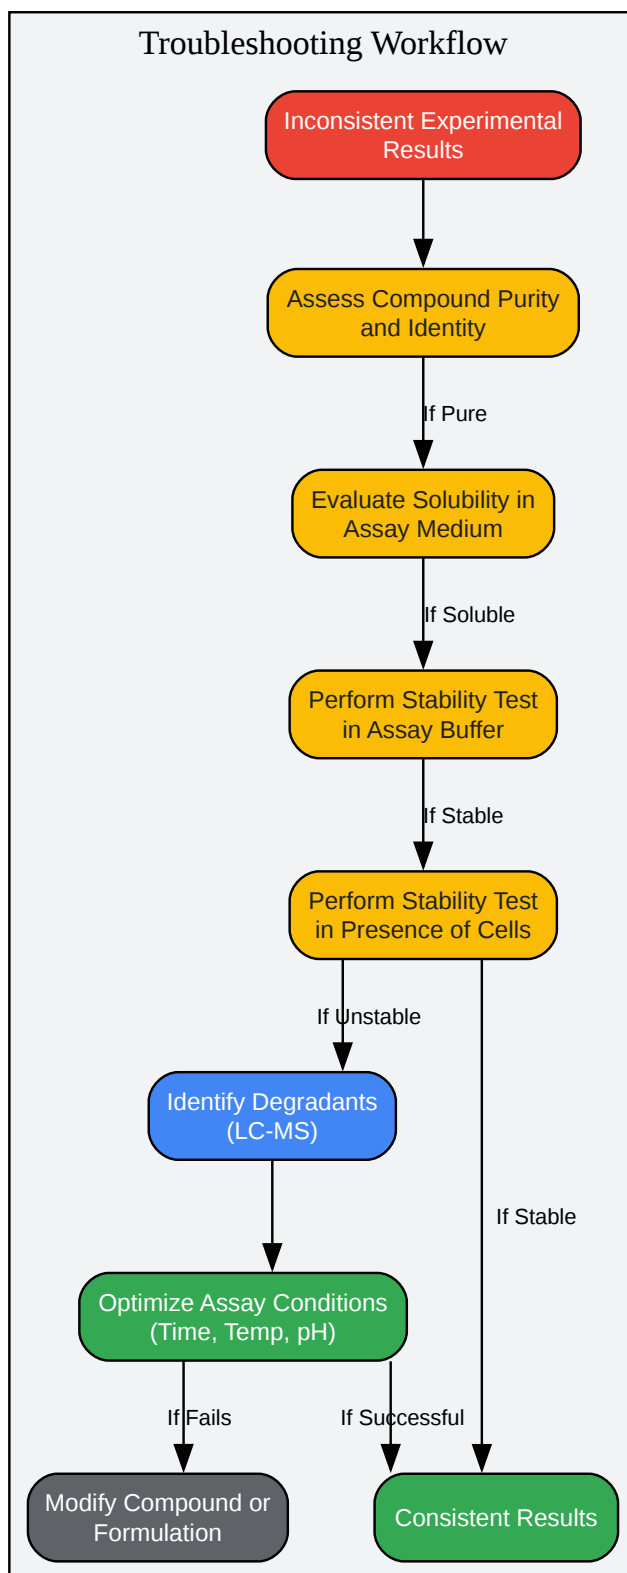 Troubleshooting Workflow
Inconsistent Experimental
Results
Assess Compound Purity
and Identity
If Pure
Evaluate Solubility in
Assay Medium
If Soluble
Perform Stability Test
in Assay Buffer
If Stable
Perform Stability Test
in Presence of Cells
If Unstable
Identify Degradants
(LC-MS)
If Stable
Optimize Assay Conditions
(Time, Temp, pH)
If Fails
If Successful
Modify Compound or
Formulation
Consistent Results